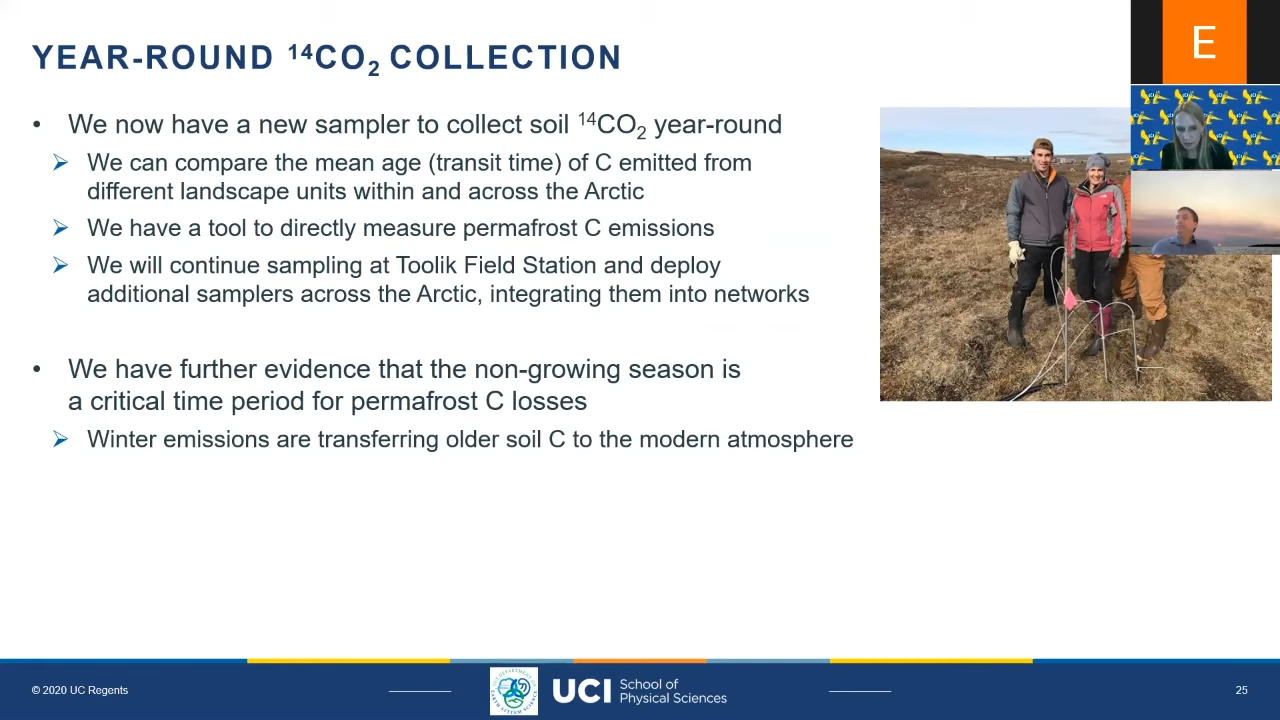 YEAR-ROUND ¹⁴CO₂ COLLECTION
• We now have a new sampler to collect soil ¹⁴CO₂ year-round
➢ We can compare the mean age (transit time) of C emitted from
different landscape units within and across the Arctic
➢ We have a tool to directly measure permafrost C emissions
➢ We will continue sampling at Toolik Field Station and deploy
additional samplers across the Arctic, integrating them into networks
• We have further evidence that the non-growing season is
a critical time period for permafrost C losses
➢ Winter emissions are transferring older soil C to the modern atmosphere
E
© 2020 UC Regents
UCI
School of
Physical Sciences
25